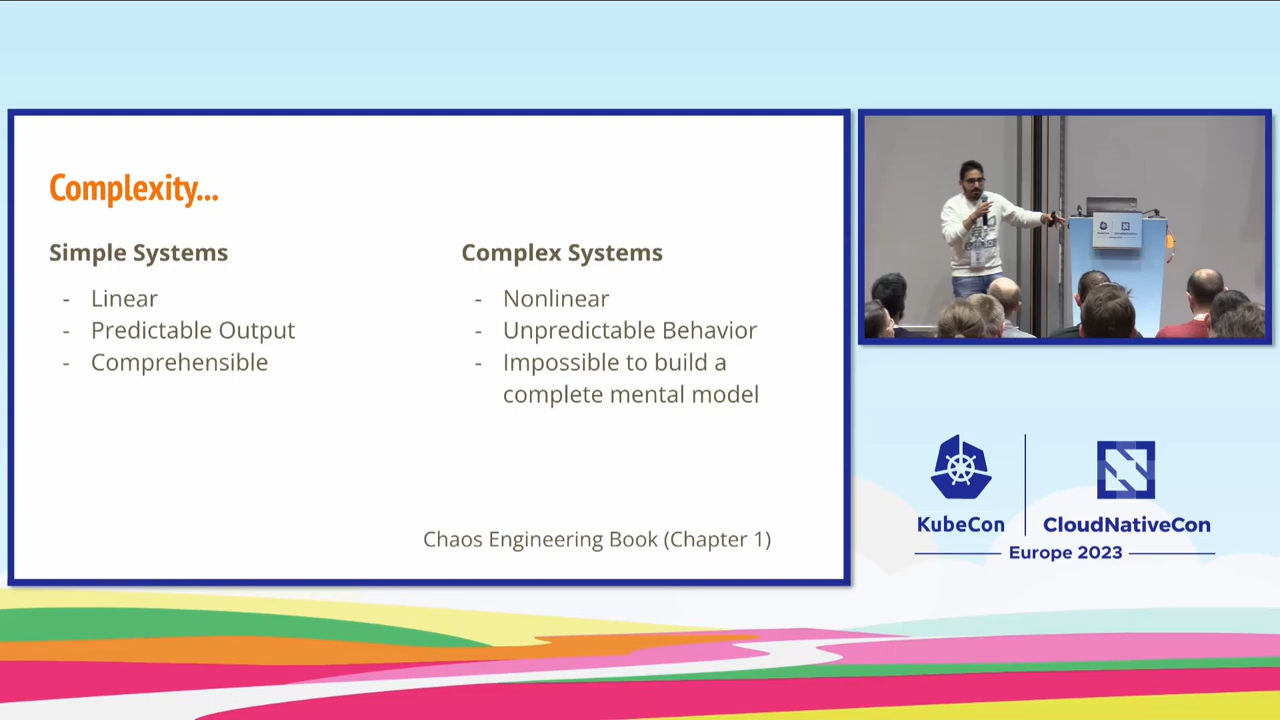 Complexity...
Simple Systems
- Linear
- Predictable Output
- Comprehensible
Complex Systems
- Nonlinear
- Unpredictable Behavior
- Impossible to build a
complete mental model
Chaos Engineering Book (Chapter 1)
KubeCon
CloudNativeCon
Europe 2023